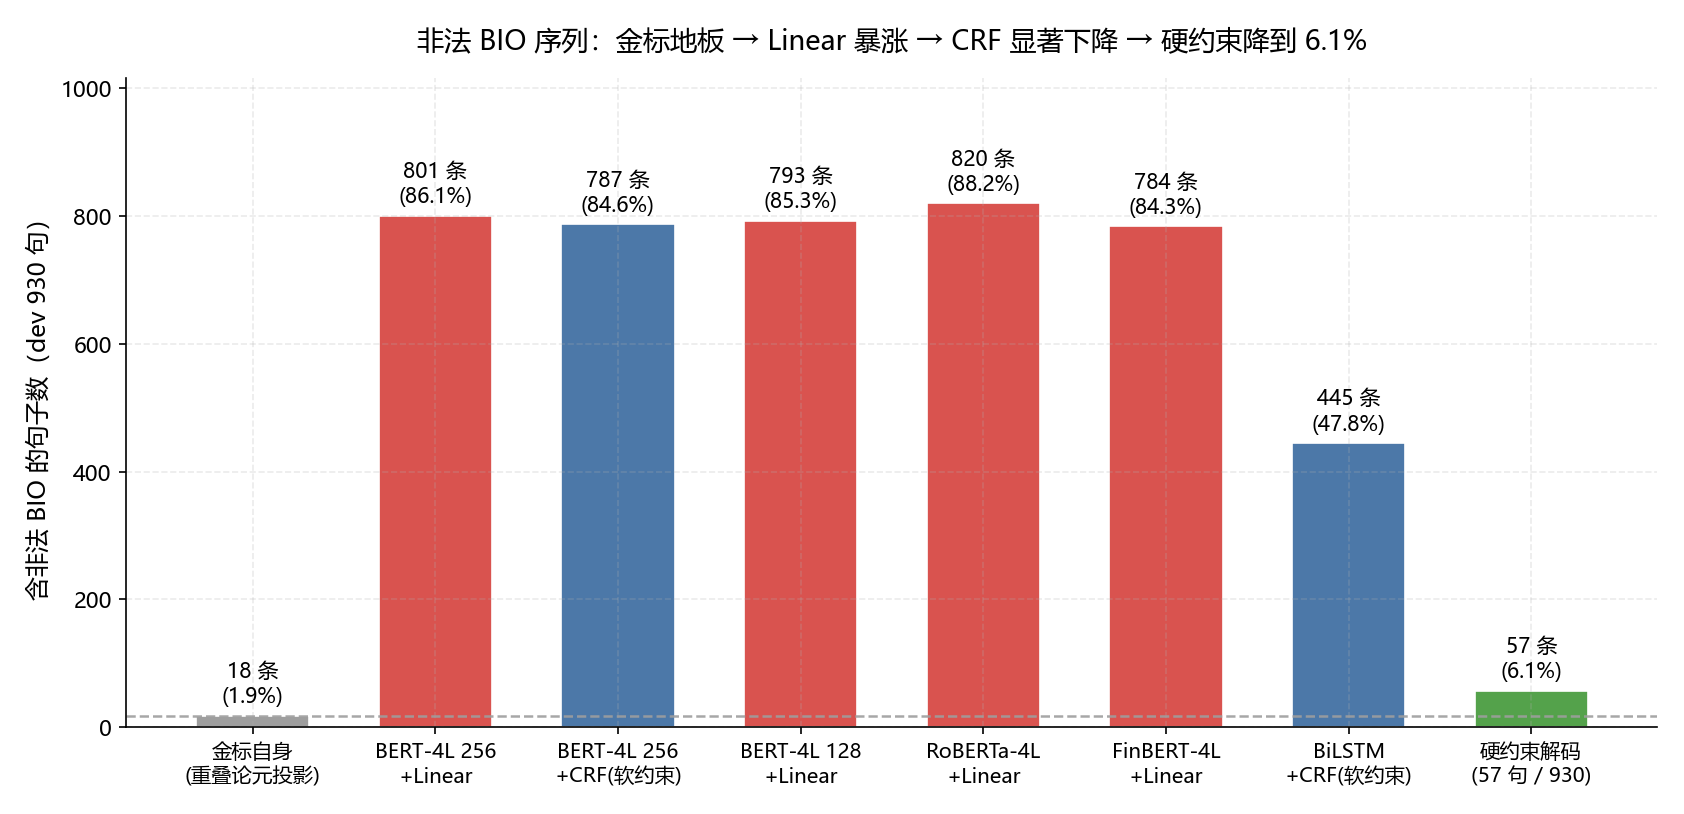 非法 BIO 序列：金标地板 → Linear 暴涨 → CRF 显著下降 → 硬约束降到 6.1%
含非法 BIO 的句子数（dev 930 句）
1000
800
600
400
200
0
18 条
(1.9%)
801 条
(86.1%)
787 条
(84.6%)
793 条
(85.3%)
820 条
(88.2%)
784 条
(84.3%)
445 条
(47.8%)
57 条
(6.1%)
金标自身
(重叠论元投影)
BERT-4L 256
+Linear
BERT-4L 256
+CRF(软约束)
BERT-4L 128
+Linear
RoBERTa-4L
+Linear
FinBERT-4L
+Linear
BiLSTM
+CRF(软约束)
硬约束解码
(57 句 / 930)